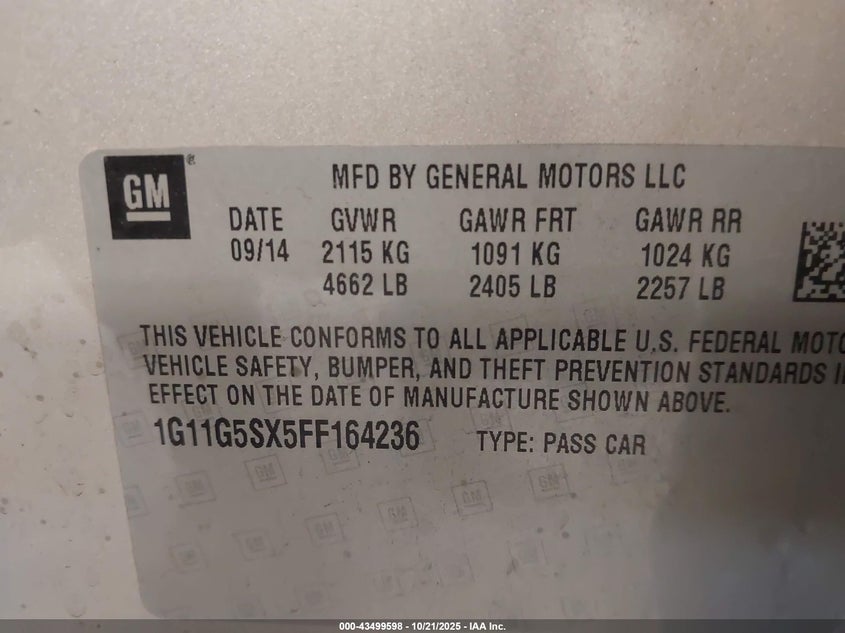 GM
MFD BY GENERAL MOTORS LLC
DATE GVWR GAWR FRT GAWR RR
09/14 2115 KG 1091 KG 1024 KG
4662 LB 2405 LB 2257 LB
THIS VEHICLE CONFORMS TO ALL APPLICABLE U.S. FEDERAL MOTO
VEHICLE SAFETY, BUMPER, AND THEFT PREVENTION STANDARDS I
EFFECT ON THE DATE OF MANUFACTURE SHOWN ABOVE.
1G11G5SX5FF164236 TYPE: PASS CAR
000-43499598 - 10/21/2025 - IAA Inc.